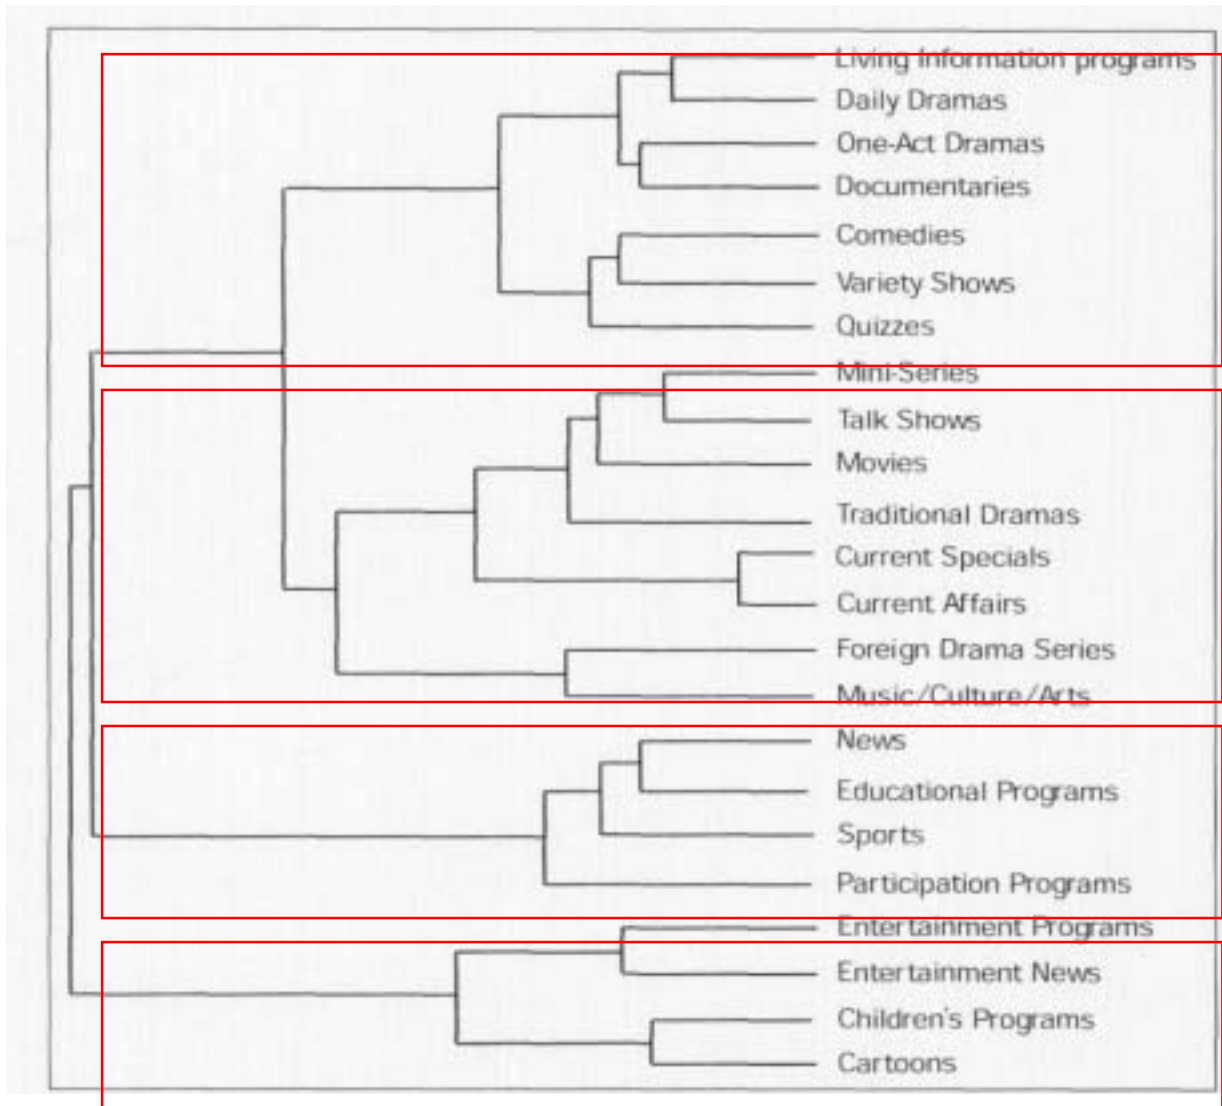 Living Information programs
Daily Dramas
One-Act Dramas
Documentaries
Comedies
Variety Shows
Quizzes
Mini-Series
Talk Shows
Movies
Traditional Dramas
Current Specials
Current Affairs
Foreign Drama Series
Music/Culture/Arts
News
Educational Programs
Sports
Participation Programs
Entertainment Programs
Entertainment News
Children's Programs
Cartoons